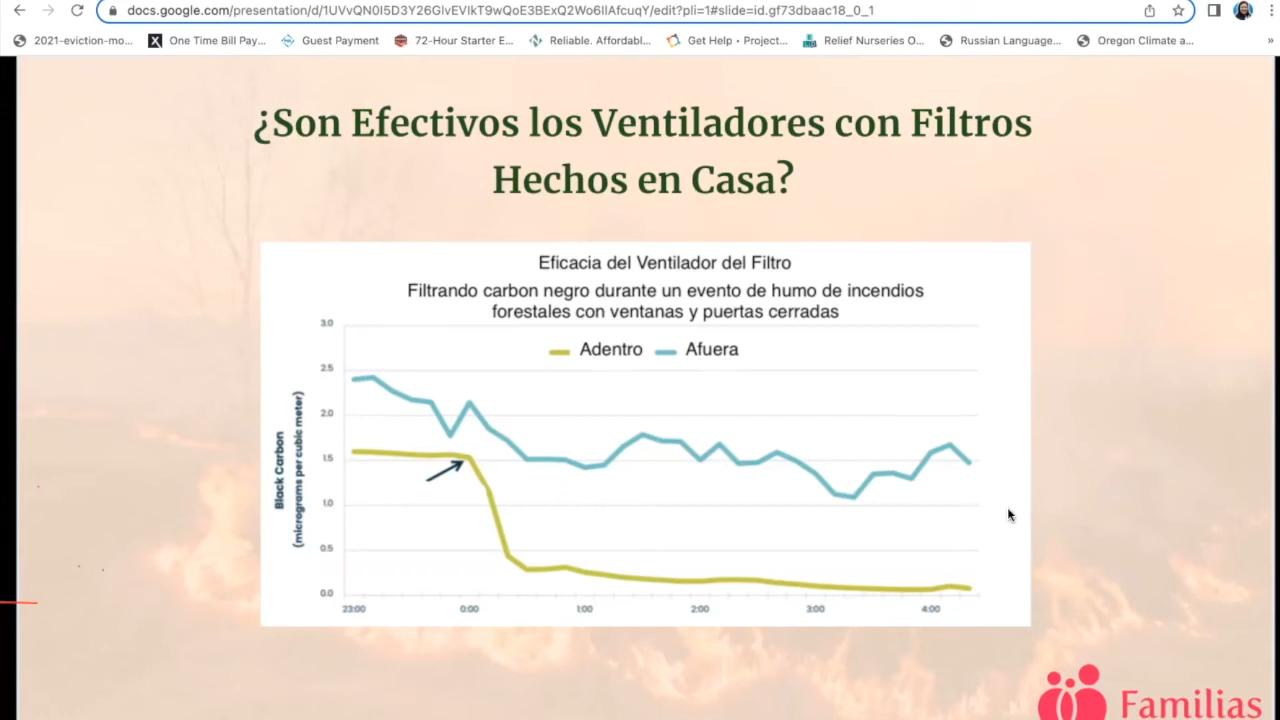 docs.google.com/presentation/d/1UVvQN0I5D3Y26GlvEVlkT9wQoE3BExQ2Wo6IlAfcuqY/edit?pli=1#slide=id.gf73dbaac18_0_1
2021-eviction-mo... One Time Bill Pay... Guest Payment 72-Hour Starter E... Reliable. Affordabl... Get Help • Project... Relief Nurseries O... Russian Language... Oregon Climate a... »
¿Son Efectivos los Ventiladores con Filtros
Hechos en Casa?
Eficacia del Ventilador del Filtro
Filtrando carbon negro durante un evento de humo de incendios
forestales con ventanas y puertas cerradas
Adentro Afuera
Black Carbon
(micrograms per cubic meter)
3.0
2.5
2.0
1.5
1.0
0.5
0.0
23:00 0:00 1:00 2:00 3:00 4:00
Familias